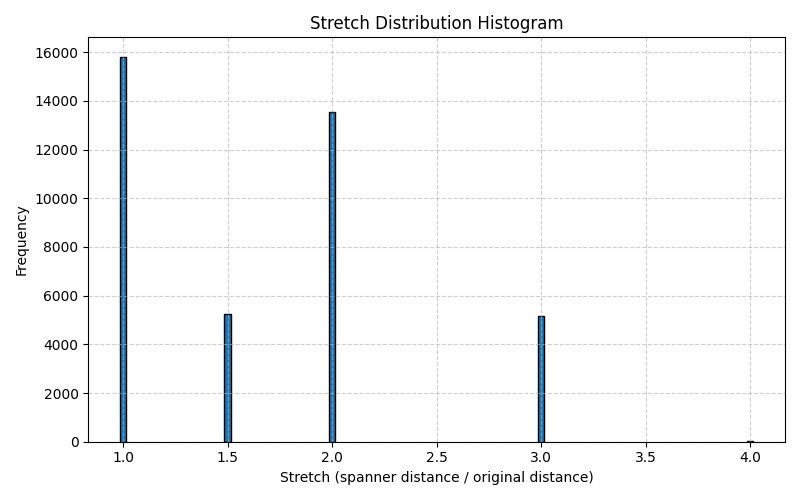 Stretch Distribution Histogram
Frequency
16000
14000
12000
10000
8000
6000
4000
2000
0
1.0 1.5 2.0 2.5 3.0 3.5 4.0
Stretch (spanner distance / original distance)